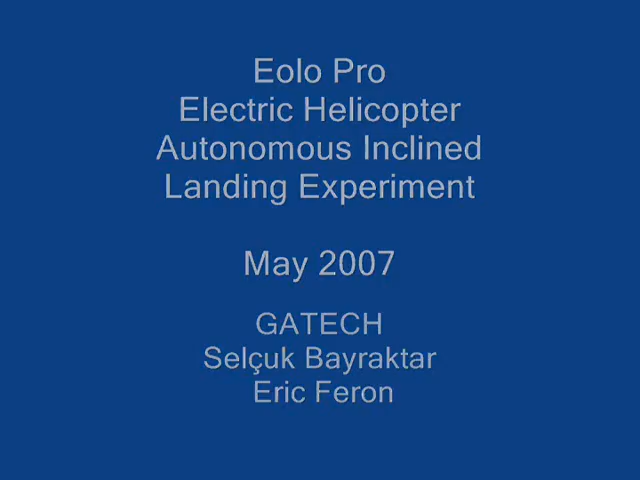 Eolo Pro
Electric Helicopter
Autonomous Inclined
Landing Experiment
May 2007
GATECH
Selçuk Bayraktar
Eric Feron